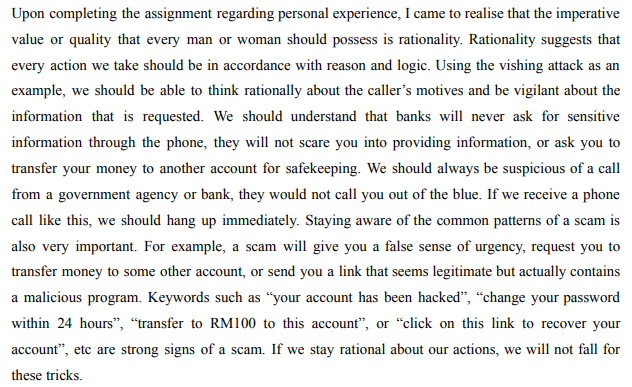 Upon completing the assignment regarding personal experience, I came to realise that the imperative
value or quality that every man or woman should possess is rationality. Rationality suggests that
every action we take should be in accordance with reason and logic. Using the vishing attack as an
example, we should be able to think rationally about the caller’s motives and be vigilant about the
information that is requested. We should understand that banks will never ask for sensitive
information through the phone, they will not scare you into providing information, or ask you to
transfer your money to another account for safekeeping. We should always be suspicious of a call
from a government agency or bank, they would not call you out of the blue. If we receive a phone
call like this, we should hang up immediately. Staying aware of the common patterns of a scam is
also very important. For example, a scam will give you a false sense of urgency, request you to
transfer money to some other account, or send you a link that seems legitimate but actually contains
a malicious program. Keywords such as “your account has been hacked”, “change your password
within 24 hours”, “transfer to RM100 to this account”, or “click on this link to recover your
account”, etc are strong signs of a scam. If we stay rational about our actions, we will not fall for
these tricks.